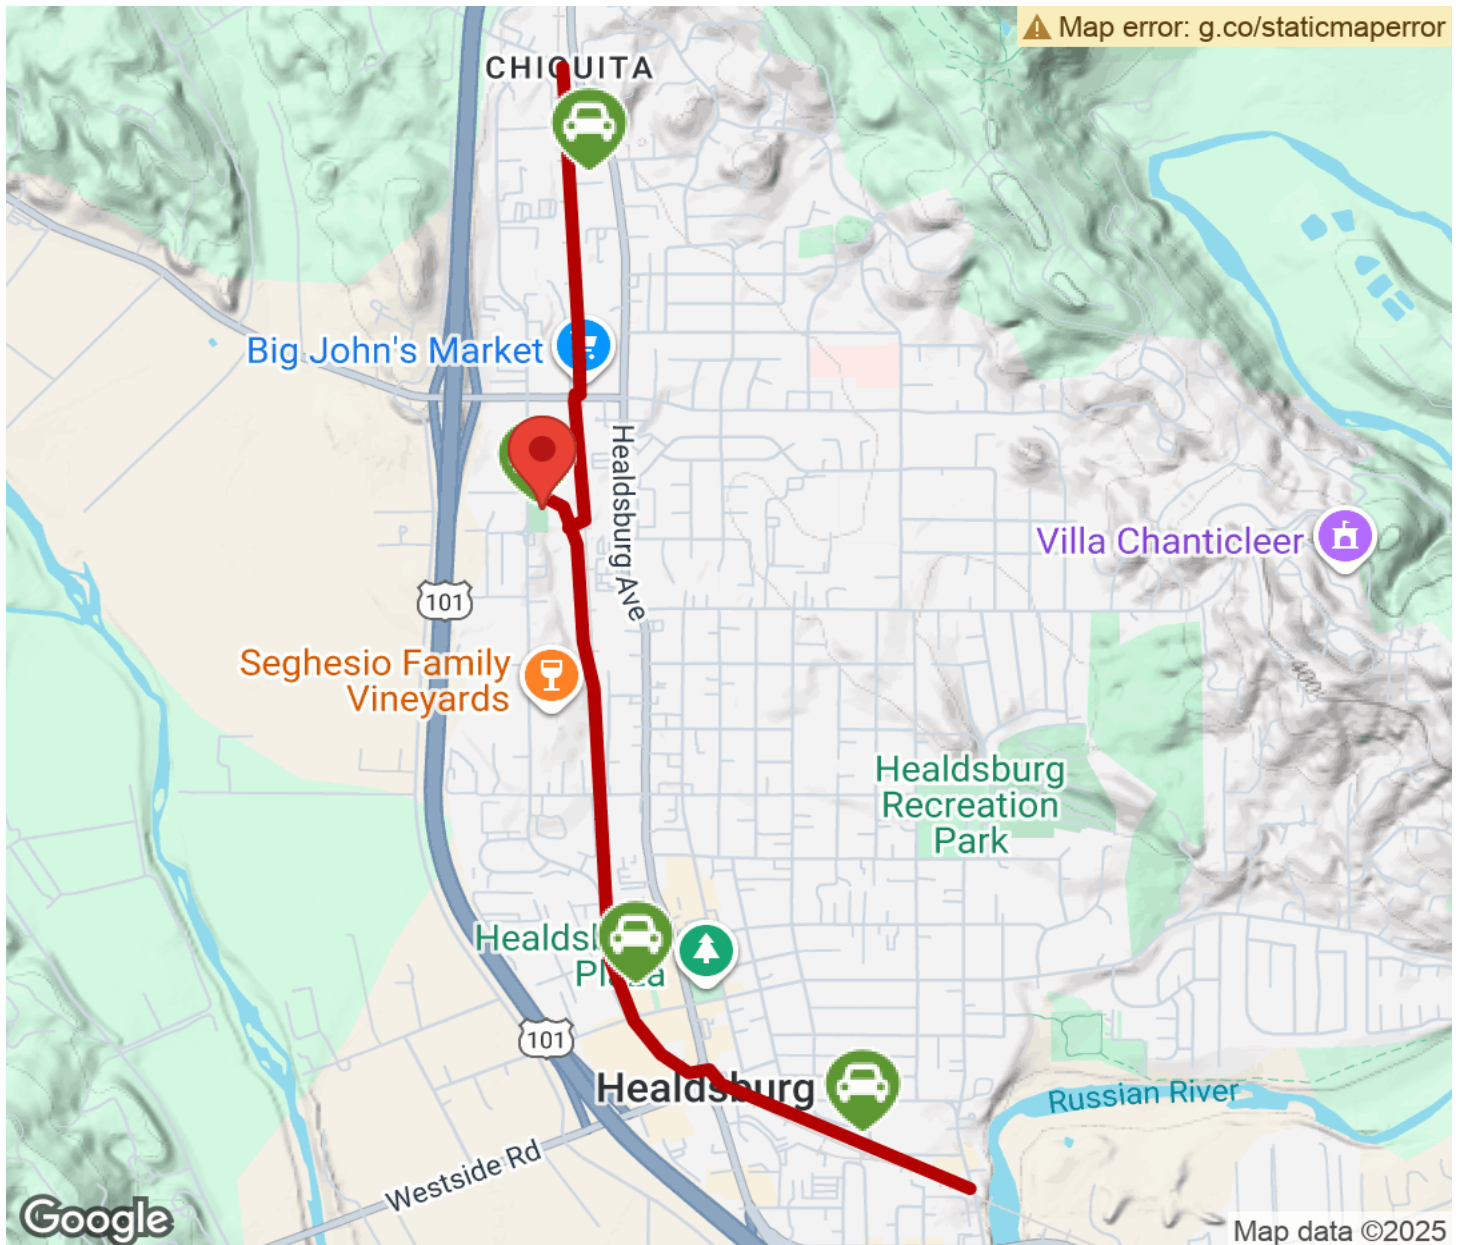 Map error: g.co/staticmaperror
CHIQUITA
Big John's Market
Healdsburg Ave
Villa Chanticleer
101
Seghesio Family
Vineyards
400
Healdsburg
Recreation
Park
101
Healdsburg
Russian River
Westside Rd
Google
Map data ©2025